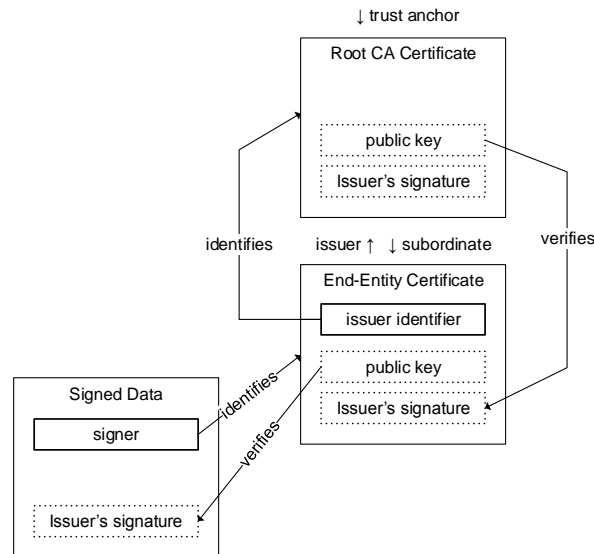 ↓ trust anchor
Root CA Certificate
public key
Issuer's signature
identifies
issuer ↑ ↓ subordinate
verifies
End-Entity Certificate
issuer identifier
public key
Issuer's signature
identifies
verifies
Signed Data
signer
Issuer's signature